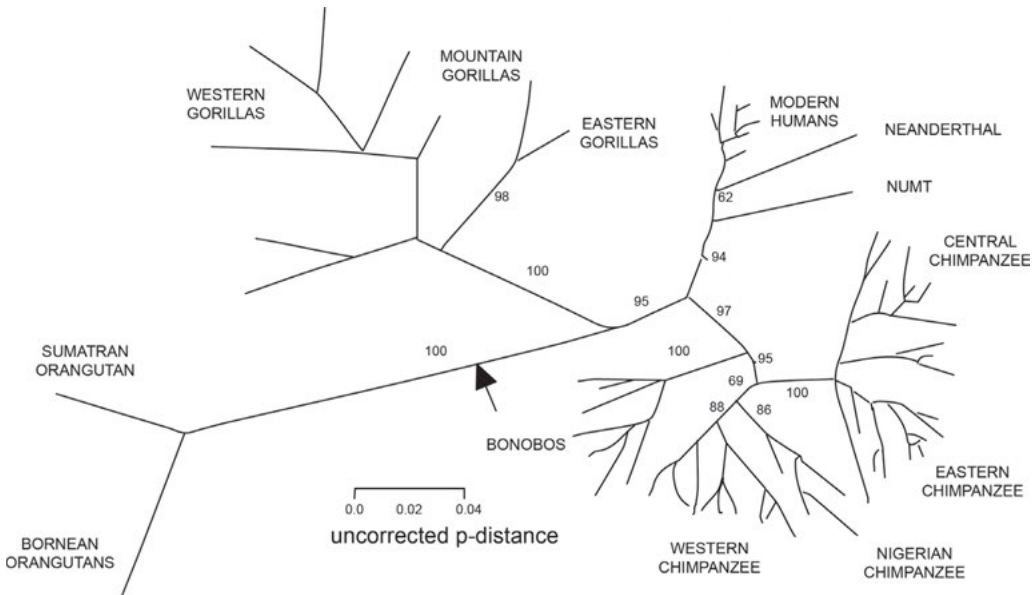 MOUNTAIN
GORILLAS
WESTERN
GORILLAS
EASTERN
GORILLAS
MODERN
HUMANS
NEANDERTHAL
NUMT
98
62
94
CENTRAL
CHIMPANZEE
100
95
97
SUMATRAN
ORANGUTAN
100
100
95
69
100
88
86
BONOBOS
EASTERN
CHIMPANZEE
0.0 0.02 0.04
uncorrected p-distance
BORNEAN
ORANGUTANS
WESTERN
CHIMPANZEE
NIGERIAN
CHIMPANZEE